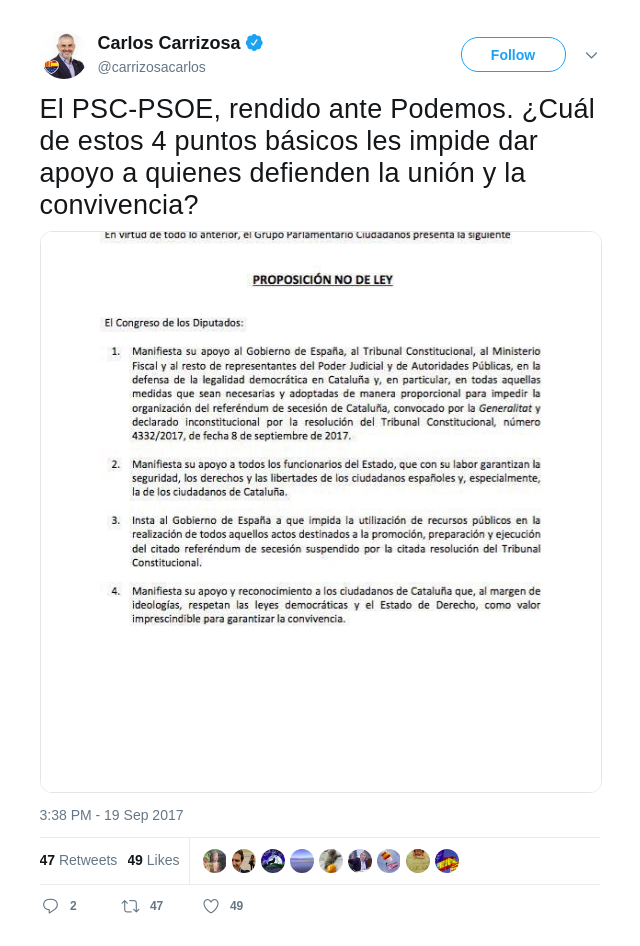 Carlos Carrizosa
@carrizosacarlos
Follow
El PSC-PSOE, rendido ante Podemos. ¿Cuál
de estos 4 puntos básicos les impide dar
apoyo a quienes defienden la unión y la
convivencia?
En virtud de todo lo anterior, el Grupo Parlamentario Ciudadanos presenta la siguiente
PROPOSICIÓN NO DE LEY
El Congreso de los Diputados:
1. Manifiesta su apoyo al Gobierno de España, al Tribunal Constitucional, al Ministerio
Fiscal y al resto de representantes del Poder Judicial y de Autoridades Públicas, en la
defensa de la legalidad democrática en Cataluña y, en particular, en todas aquellas
medidas que sean necesarias y adoptadas de manera proporcional para impedir la
organización del referéndum de secesión de Cataluña, convocado por la Generalitat y
declarado inconstitucional por la resolución del Tribunal Constitucional, número
4332/2017, de fecha 8 de septiembre de 2017.
2. Manifiesta su apoyo a todos los funcionarios del Estado, que con su labor garantizan la
seguridad, los derechos y las libertades de los ciudadanos españoles y, especialmente,
la de los ciudadanos de Cataluña.
3. Insta al Gobierno de España a que impida la utilización de recursos públicos en la
realización de todos aquellos actos destinados a la promoción, preparación y ejecución
del citado referéndum de secesión suspendido por la citada resolución del Tribunal
Constitucional.
4. Manifiesta su apoyo y reconocimiento a los ciudadanos de Cataluña que, al margen de
ideologías, respetan las leyes democráticas y el Estado de Derecho, como valor
imprescindible para garantizar la convivencia.
3:38 PM - 19 Sep 2017
47 Retweets 49 Likes
2 47 49